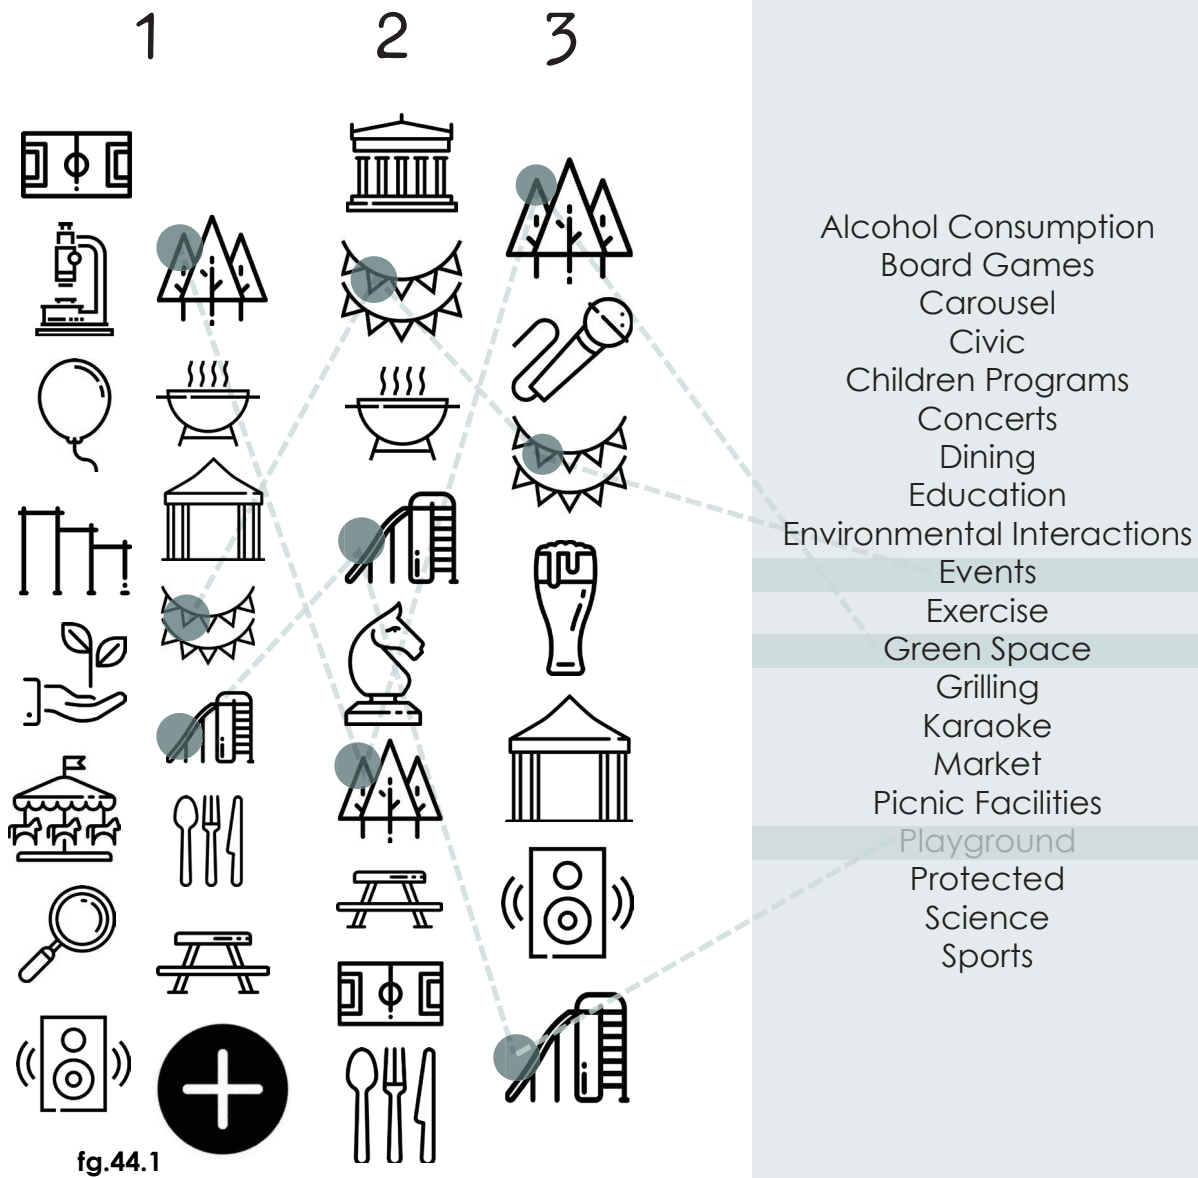 1 2 3
Alcohol Consumption
Board Games
Carousel
Civic
Children Programs
Concerts
Dining
Education
Environmental Interactions
Events
Exercise
Green Space
Grilling
Karaoke
Market
Picnic Facilities
Playground
Protected
Science
Sports
fg.44.1